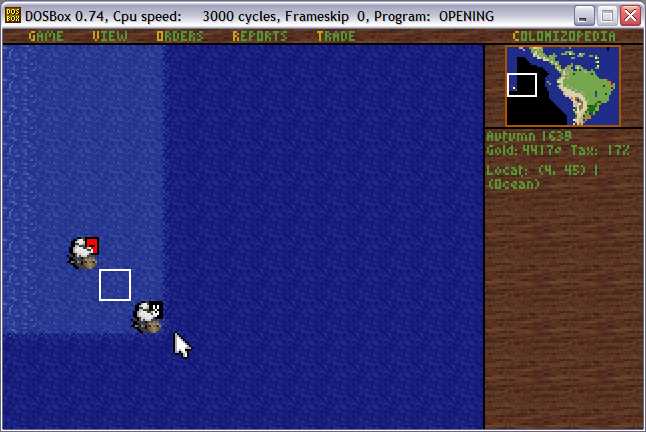 DOSBox 0.74, Cpu speed: 3000 cycles, Frameskip 0, Program: OPENING
GAME VIEW ORDERS REPORTS TRADE COLONIZOPEDIA
Autumn 1639
Gold: 4417 Tax: 17%
Locat: (4, 45)
(Ocean)